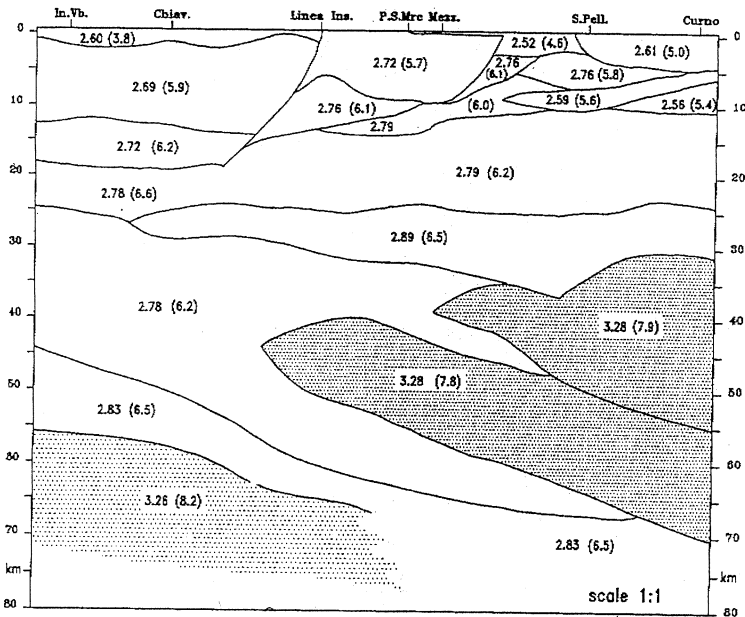 In.Vb. Chiav. Linea Ins. P.S.Mrc Mezz. S.Pell. Curno
0 2.60 (3.8) 2.52 (4.6) 2.61 (5.0) 0
2.72 (5.7) 2.76 (6.1) 2.76 (5.8)
2.69 (5.9)
10 2.76 (6.1) (6.0) 2.59 (5.6) 2.56 (5.4) 10
2.79
2.72 (6.2)
20 2.79 (6.2) 20
2.78 (6.6)
30 2.89 (6.5) 30
2.78 (6.2)
40 3.28 (7.9) 40
50 3.28 (7.8) 50
2.83 (6.5)
60 60
3.26 (8.2)
70 2.83 (6.5) 70
km km
scale 1:1
80 80